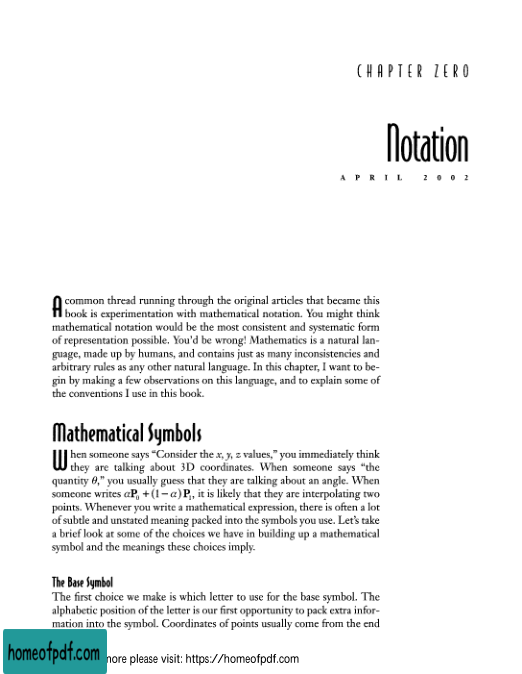 CHAPTER ZERO
Notation
APRIL 2002
A common thread running through the original articles that became this
book is experimentation with mathematical notation. You might think
mathematical notation would be the most consistent and systematic form
of representation possible. You'd be wrong! Mathematics is a natural lan-
guage, made up by humans, and contains just as many inconsistencies and
arbitrary rules as any other natural language. In this chapter, I want to be-
gin by making a few observations on this language, and to explain some of
the conventions I use in this book.
Mathematical Symbols
When someone says “Consider the x, y, z values,” you immediately think
they are talking about 3D coordinates. When someone says “the
quantity θ,” you usually guess that they are talking about an angle. When
someone writes αP₀ + (1 − α)P₁, it is likely that they are interpolating two
points. Whenever you write a mathematical expression, there is often a lot
of subtle and unstated meaning packed into the symbols you use. Let's take
a brief look at some of the choices we have in building up a mathematical
symbol and the meanings these choices imply.
The Base Symbol
The first choice we make is which letter to use for the base symbol. The
alphabetic position of the letter is our first opportunity to pack extra infor-
mation into the symbol. Coordinates of points usually come from the end
homeofpdf.com more please visit: https://homeofpdf.com